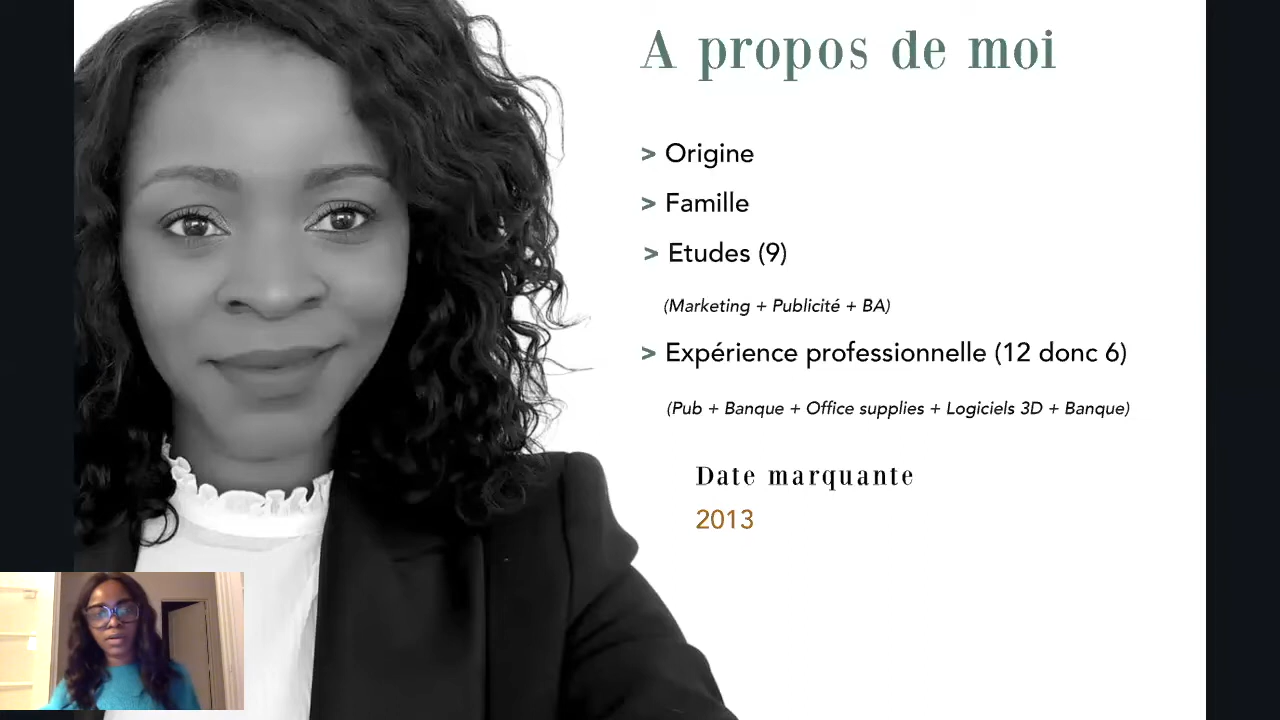 A propos de moi
> Origine
> Famille
> Etudes (9)
(Marketing + Publicité + BA)
> Expérience professionnelle (12 donc 6)
(Pub + Banque + Office supplies + Logiciels 3D + Banque)
Date marquante
2013